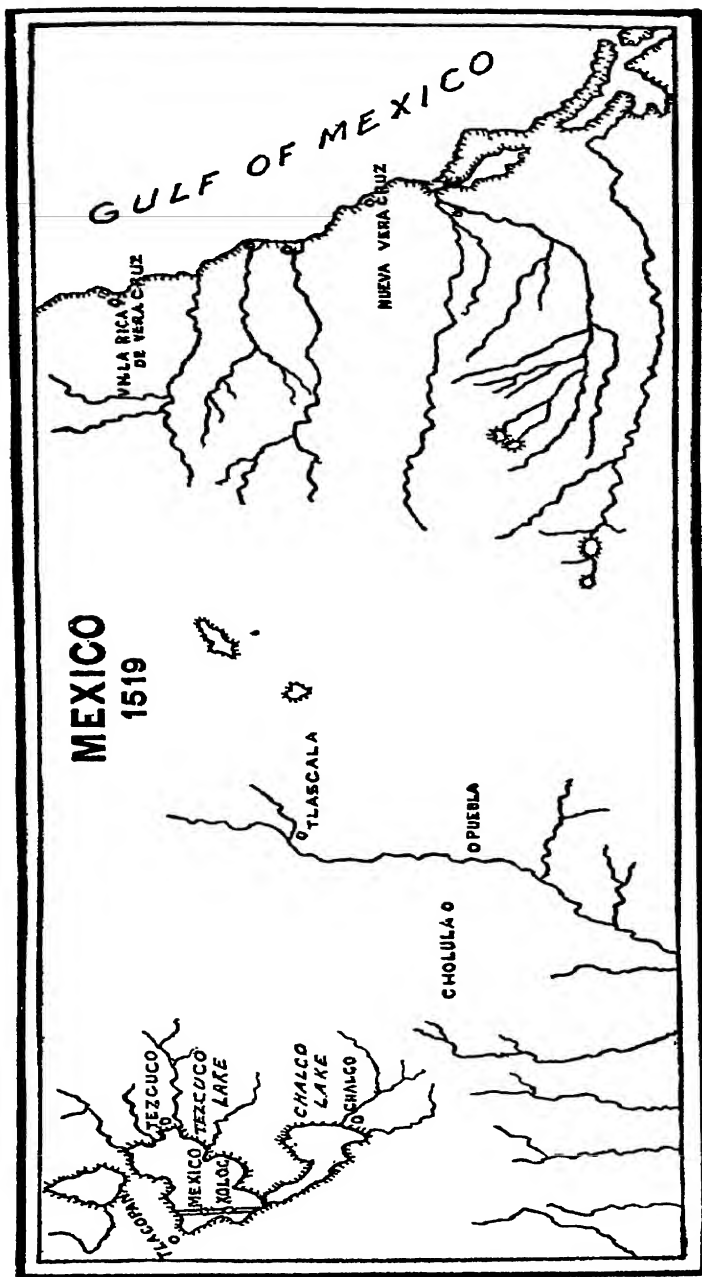 MEXICO
1519
GULF OF MEXICO
VILLA RICA
DE VERA CRUZ
NUEVA VERA CRUZ
TLASCALA
PUEBLA
CHOLULA
TEZCUCO
TEZCUCO
LAKE
MEXICO
XOLOC
TLACOPAN
CHALCO
LAKE
CHALCO